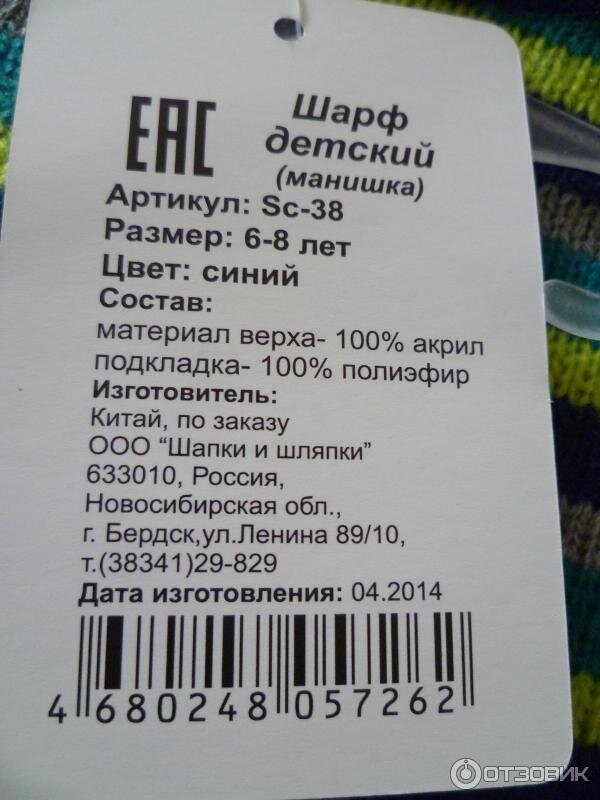 EAC
Шарф
детский
(манишка)
Артикул: Sc-38
Размер: 6-8 лет
Цвет: синий
Состав:
материал верха- 100% акрил
подкладка- 100% полиэфир
Изготовитель:
Китай, по заказу
ООО “Шапки и шляпки”
633010, Россия,
Новосибирская обл.,
г. Бердск,ул.Ленина 89/10,
т.(38341)29-829
Дата изготовления: 04.2014
4 680248 057262
ОТЗОВИК